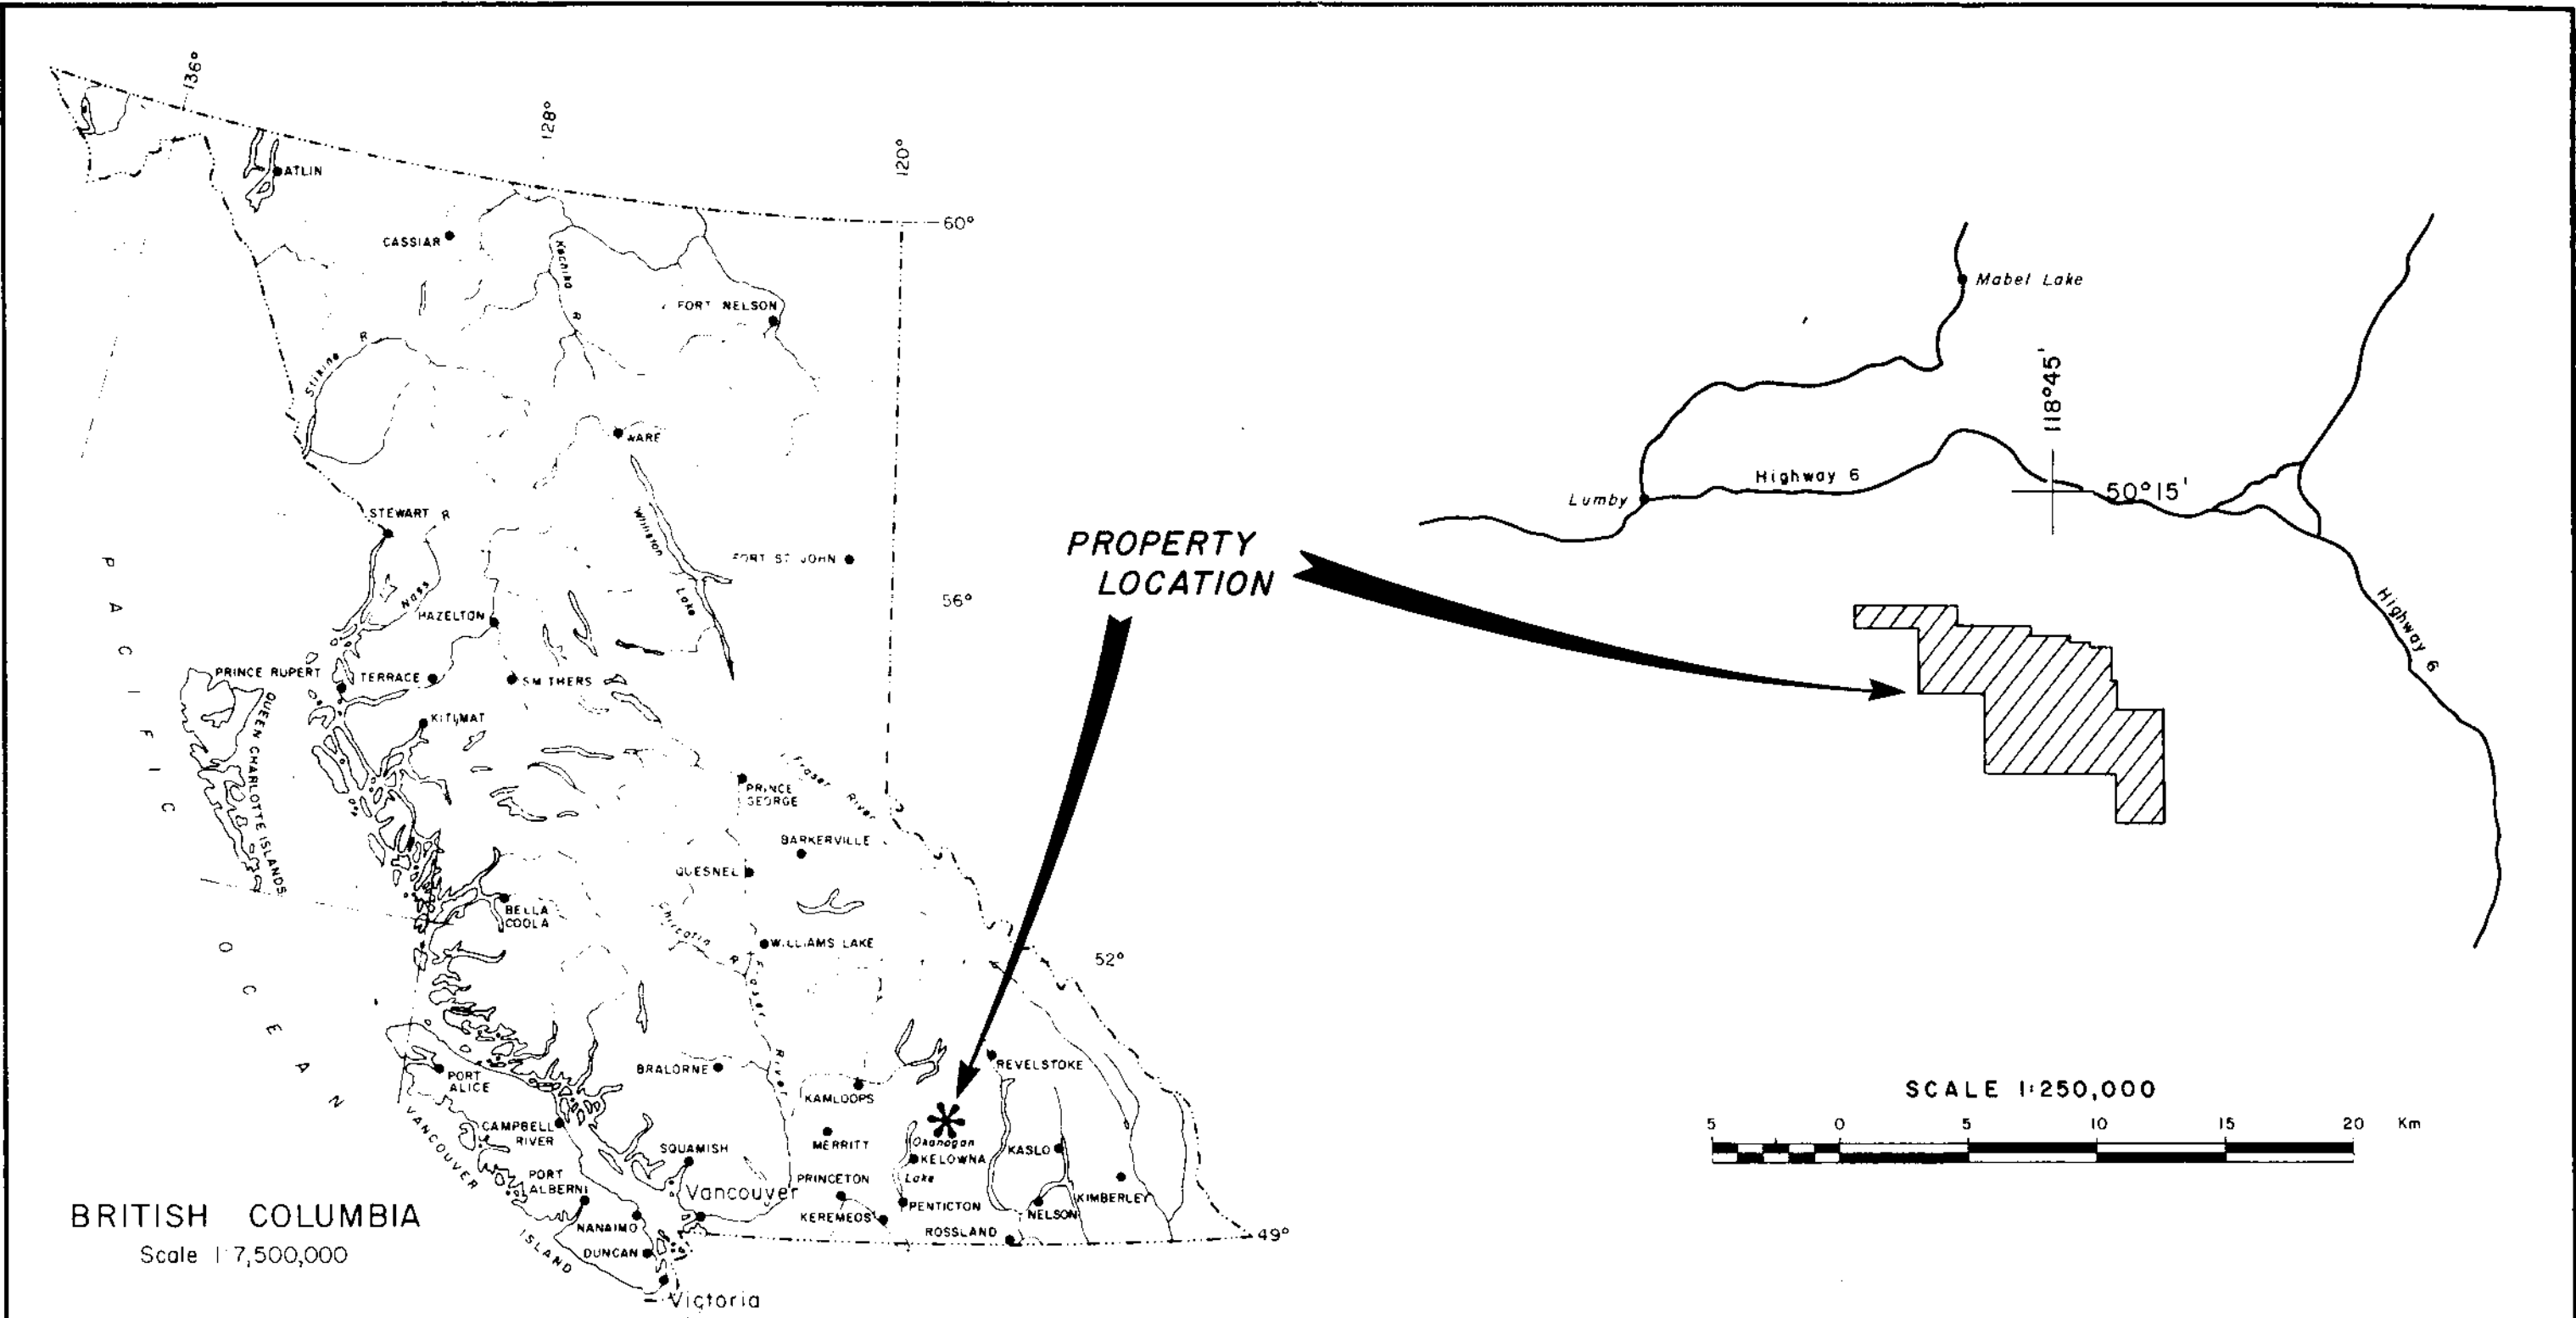 136°
128°
120°
ATLIN
60°
CASSIAR
Kechika R
FORT NELSON
Stikine R
WARE
STEWART
R
Nass
Williston Lake
FORT ST JOHN
HAZELTON
56°
PRINCE RUPERT
TERRACE
SMITHERS
KITIMAT
QUEEN CHARLOTTE ISLANDS
PACIFIC OCEAN
PRINCE
GEORGE
Fraser River
BARKERVILLE
QUESNEL
BELLA
COOLA
Chilcotin R
WILLIAMS LAKE
52°
Fraser River
PORT
ALICE
BRALORNE
KAMLOOPS
REVELSTOKE
VANCOUVER ISLAND
CAMPBELL
RIVER
SQUAMISH
MERRITT
Okanagan
Lake
KELOWNA
KASLO
PORT
ALBERNI
Vancouver
PRINCETON
PENTICTON
KIMBERLEY
NELSON
NANAIMO
KEREMEOS
ROSSLAND
49°
DUNCAN
Victoria
BRITISH COLUMBIA
Scale 1:7,500,000
PROPERTY
LOCATION
Mabel Lake
118°45'
Lumby
Highway 6
50°15'
Highway 6
SCALE 1:250,000
5 0 5 10 15 20 Km